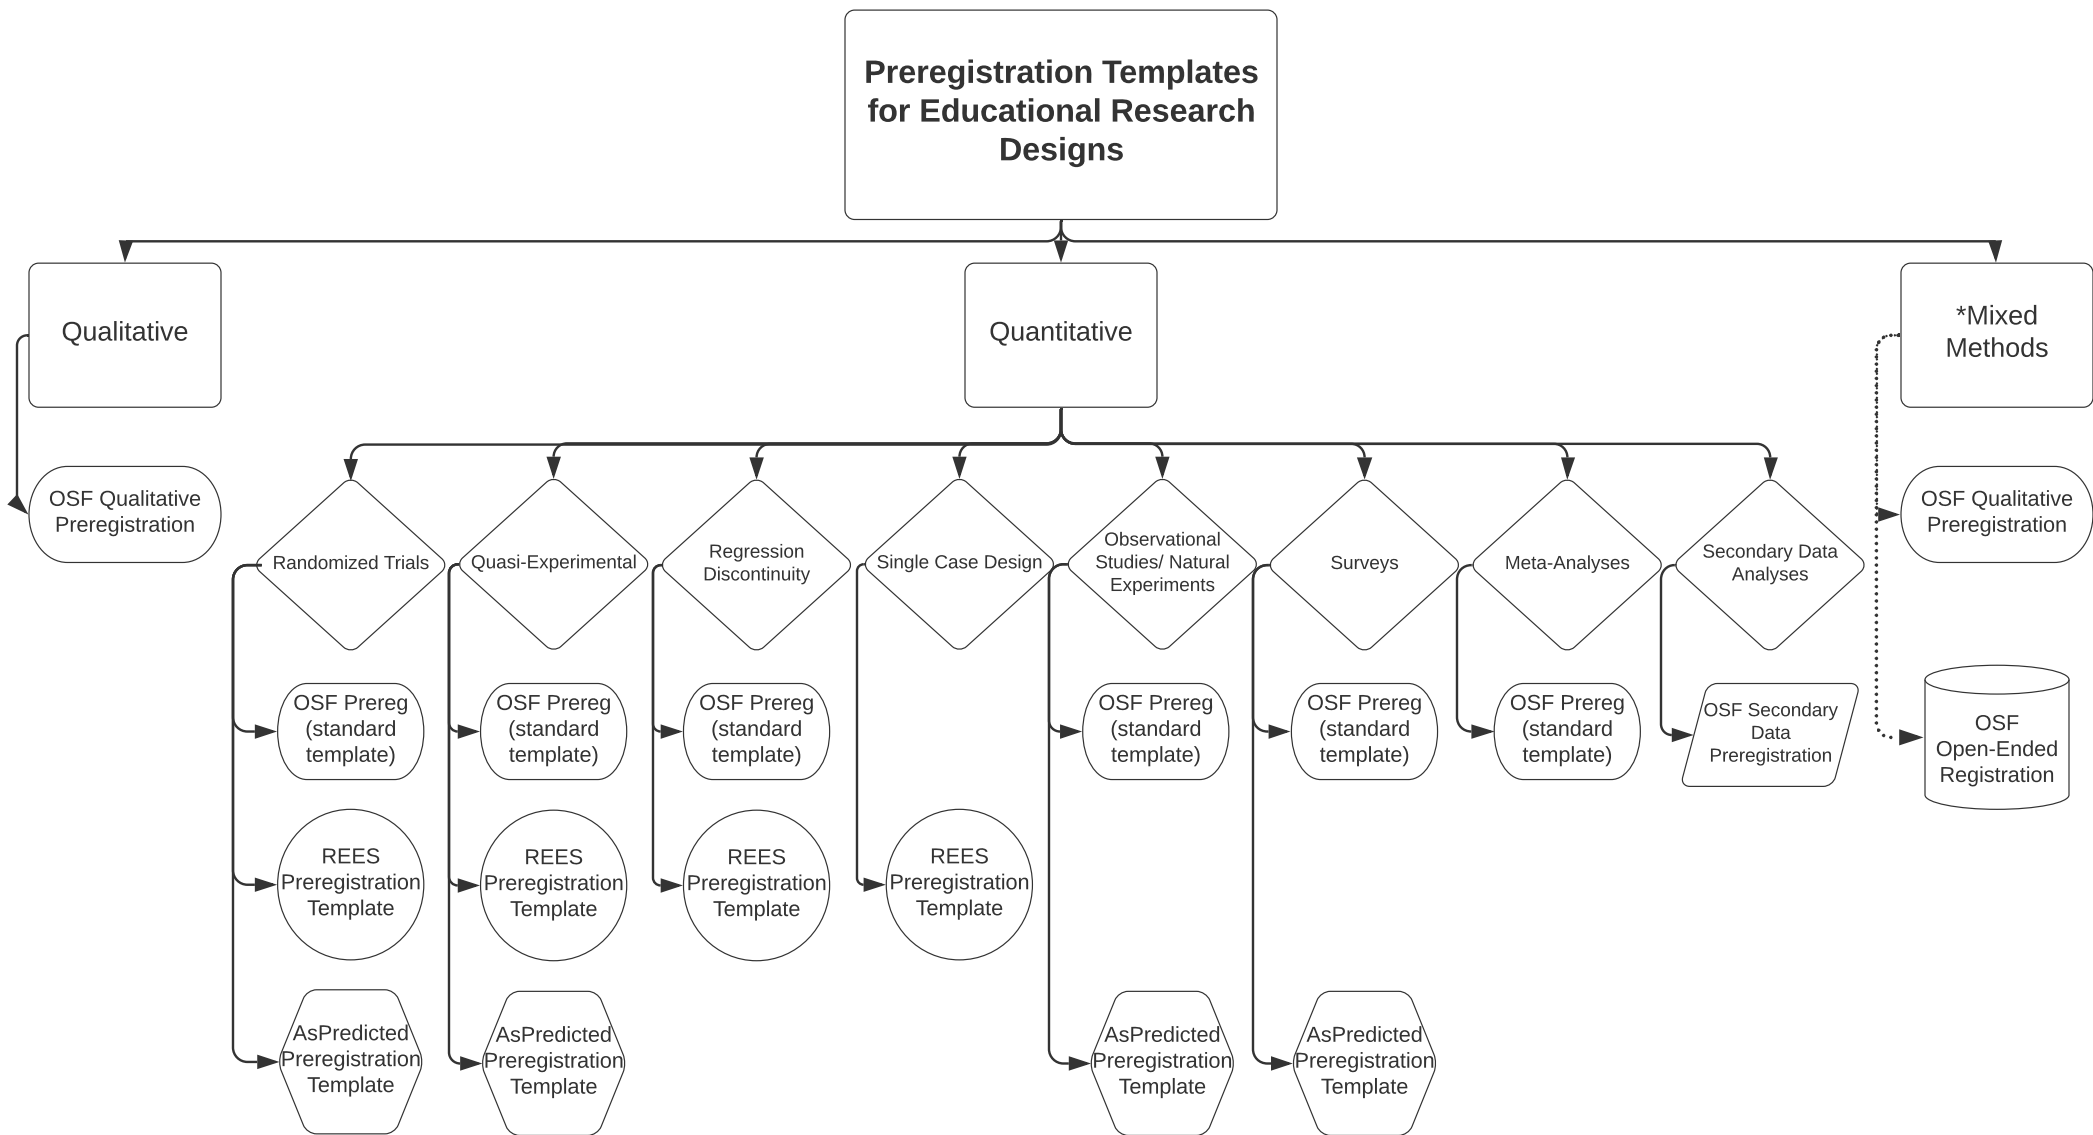 Preregistration Templates
for Educational Research
Designs
Qualitative
Quantitative
*Mixed
Methods
OSF Qualitative
Preregistration
Randomized Trials
Quasi-Experimental
Regression
Discontinuity
Single Case Design
Observational
Studies/ Natural
Experiments
Surveys
Meta-Analyses
Secondary Data
Analyses
OSF Qualitative
Preregistration
OSF Prereg
(standard
template)
OSF Prereg
(standard
template)
OSF Prereg
(standard
template)
OSF Prereg
(standard
template)
OSF Prereg
(standard
template)
OSF Prereg
(standard
template)
OSF Secondary
Data
Preregistration
OSF
Open-Ended
Registration
REES
Preregistration
Template
REES
Preregistration
Template
REES
Preregistration
Template
REES
Preregistration
Template
AsPredicted
Preregistration
Template
AsPredicted
Preregistration
Template
AsPredicted
Preregistration
Template
AsPredicted
Preregistration
Template